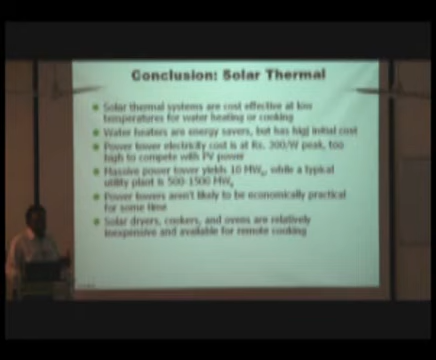 Conclusion: Solar Thermal
Solar thermal systems are cost effective at low
temperatures for water heating or cooking
Water heaters are energy savers, but has high initial cost
Power tower electricity cost is at Rs. 300/W peak, too
high to compete with PV power
Massive power tower yields 10 MWe, while a typical
utility plant is 500-1500 MWe
Power towers aren't likely to be economically practical
for some time
Solar dryers, cookers, and ovens are relatively
inexpensive and available for remote cooking